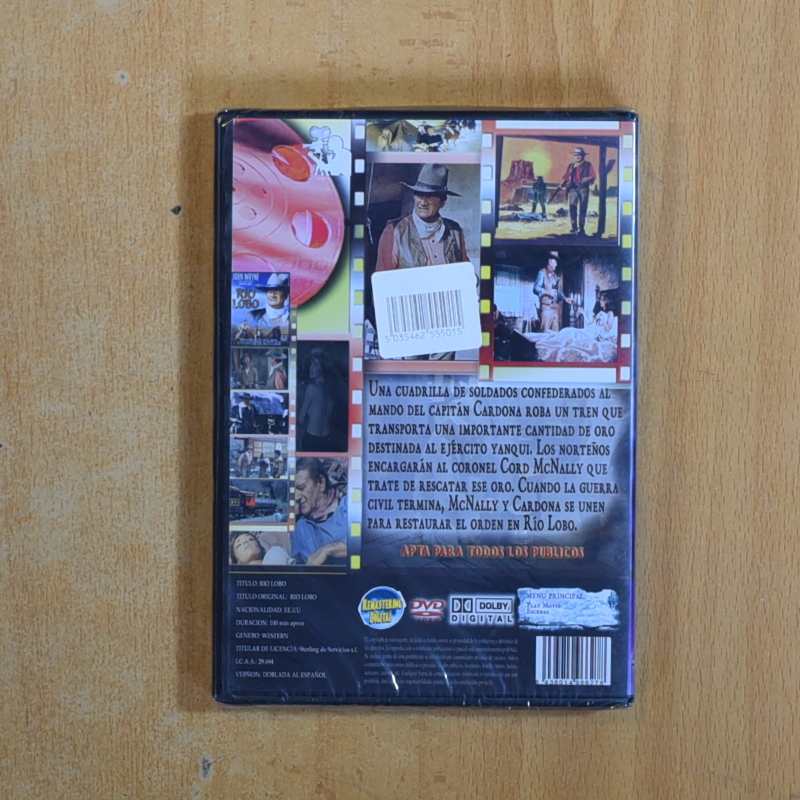 JOHN WAYNE
RIO
LOBO
5 035462 555015
UNA CUADRILLA DE SOLDADOS CONFEDERADOS AL
MANDO DEL CAPITÁN CARDONA ROBA UN TREN QUE
TRANSPORTA UNA IMPORTANTE CANTIDAD DE ORO
DESTINADA AL EJÉRCITO YANQUI. LOS NORTEÑOS
ENCARGARÁN AL CORONEL CORD MCNALLY QUE
TRATE DE RESCATAR ESE ORO. CUANDO LA GUERRA
CIVIL TERMINA, MCNALLY Y CARDONA SE UNEN
PARA RESTAURAR EL ORDEN EN RÍO LOBO.
APTA PARA TODOS LOS PUBLICOS
TITULO: RIO LOBO
TITULO ORIGINAL: RIO LOBO
NACIONALIDAD: EE.UU
DURACION: 100 min aprox
GENERO: WESTERN
TITULAR DE LICENCIA: Sterling de Servicios s.l.
I.C.A.A.: 29.694
VERSION: DOBLADA AL ESPAÑOL
REMASTERING
DIGITAL
DVD
VIDEO
DOLBY
DIGITAL
MENU PRINCIPAL
PLAY MOVIE
ESCENAS